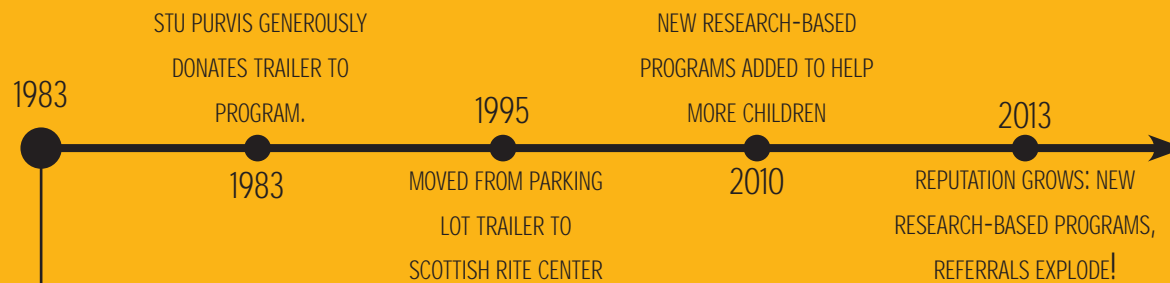 1983
STU PURVIS GENEROUSLY
DONATES TRAILER TO
PROGRAM.
1983
1995
MOVED FROM PARKING
LOT TRAILER TO
SCOTTISH RITE CENTER
NEW RESEARCH-BASED
PROGRAMS ADDED TO HELP
MORE CHILDREN
2010
2013
REPUTATION GROWS: NEW
RESEARCH-BASED PROGRAMS,
REFERRALS EXPLODE!